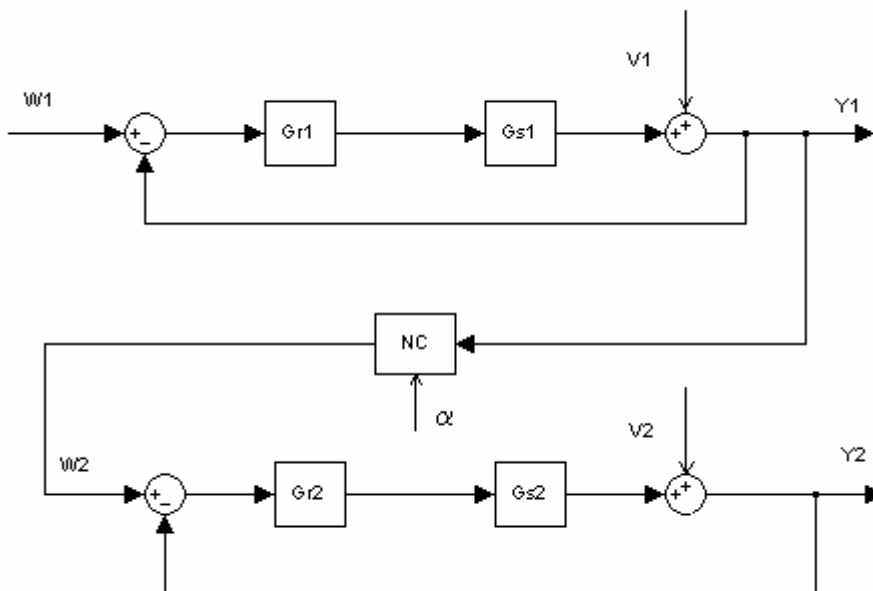 V1
W1
Y1
+
−
Gr1
Gs1
+
+
NC
α
V2
W2
Y2
+
−
Gr2
Gs2
+
+